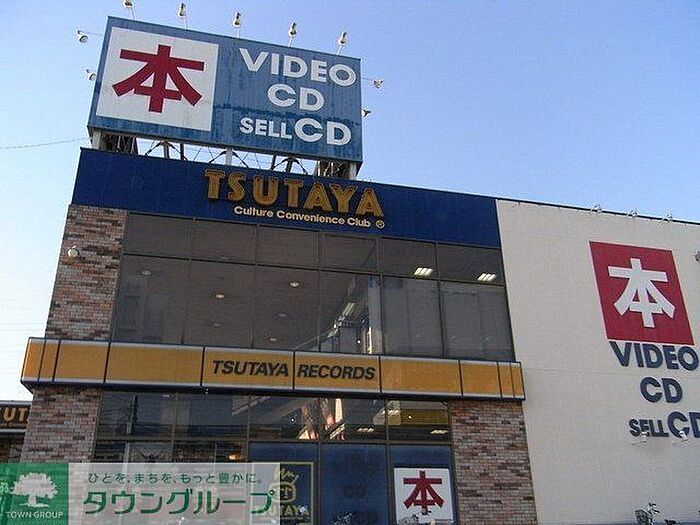 本
VIDEO
CD
SELL CD
TSUTAYA
Culture Convenience Club ®
本
VIDEO
CD
SELL CD
TSUTAYA RECORDS
本
TSUTAYA
ひとを、まちを、もっと豊かに。
タウングループ
TOWN GROUP